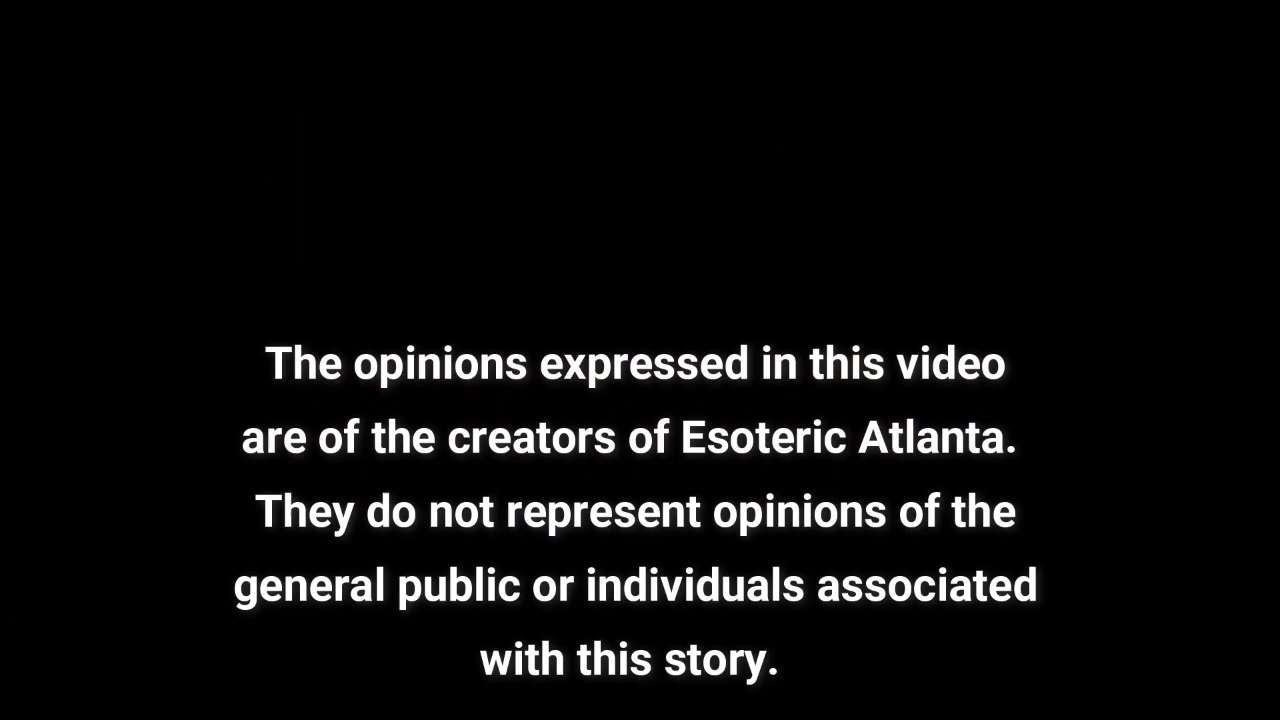 The opinions expressed in this video
are of the creators of Esoteric Atlanta.
They do not represent opinions of the
general public or individuals associated
with this story.